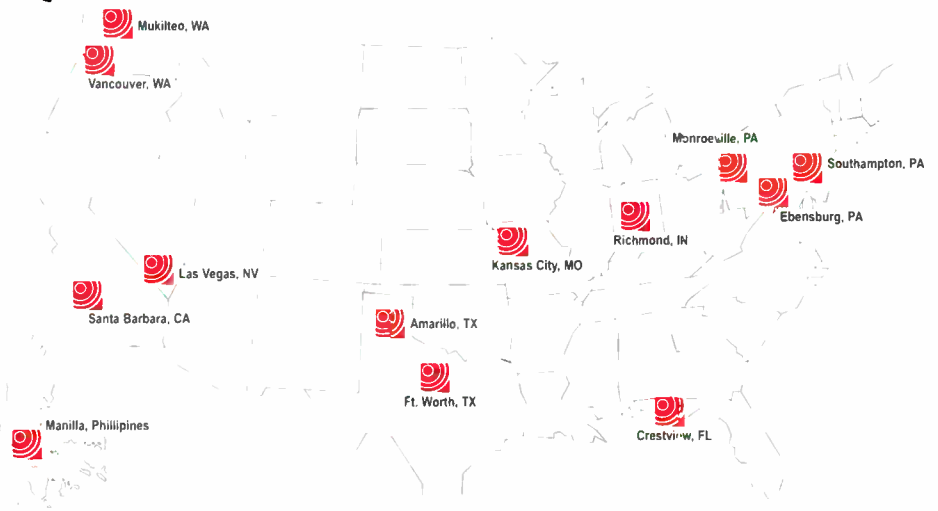 Mukilteo, WA
Vancouver, WA
Monroeville, PA
Southampton, PA
Ebensburg, PA
Richmond, IN
Kansas City, MO
Las Vegas, NV
Santa Barbara, CA
Amarillo, TX
Ft. Worth, TX
Crestview, FL
Manilla, Phillipines